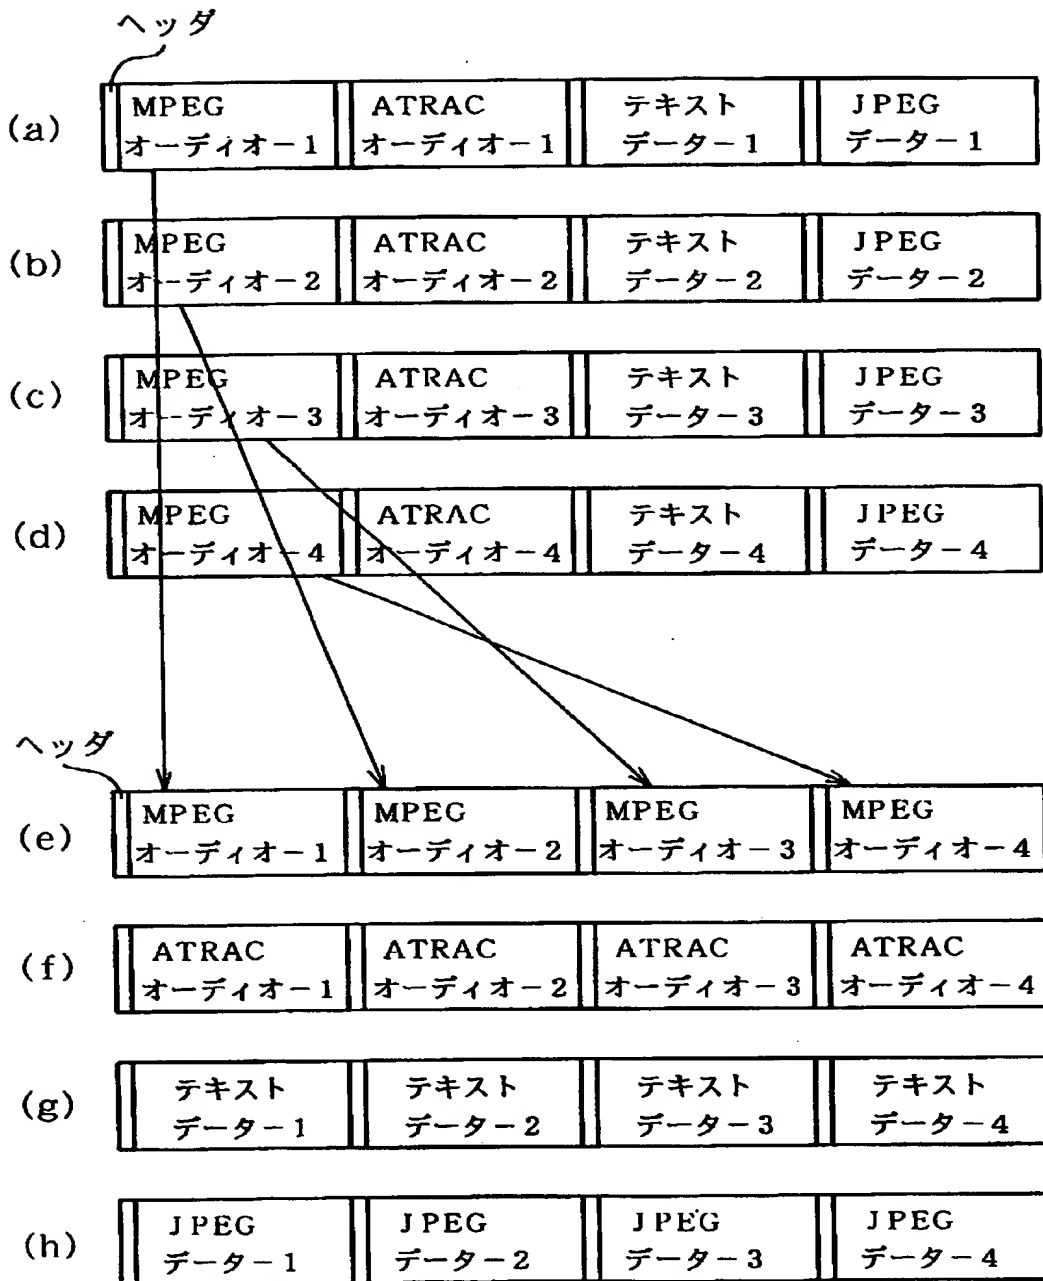 ヘッダ
(a)
MPEG ATRAC テキスト JPEG
オーディオ－1 オーディオ－1 データ－1 データ－1
(b)
MPEG ATRAC テキスト JPEG
オーディオ－2 オーディオ－2 データ－2 データ－2
(c)
MPEG ATRAC テキスト JPEG
オーディオ－3 オーディオ－3 データ－3 データ－3
(d)
MPEG ATRAC テキスト JPEG
オーディオ－4 オーディオ－4 データ－4 データ－4
ヘッダ
(e)
MPEG MPEG MPEG MPEG
オーディオ－1 オーディオ－2 オーディオ－3 オーディオ－4
(f)
ATRAC ATRAC ATRAC ATRAC
オーディオ－1 オーディオ－2 オーディオ－3 オーディオ－4
(g)
テキスト テキスト テキスト テキスト
データ－1 データ－2 データ－3 データ－4
(h)
JPEG JPEG JPEG JPEG
データ－1 データ－2 データ－3 データ－4